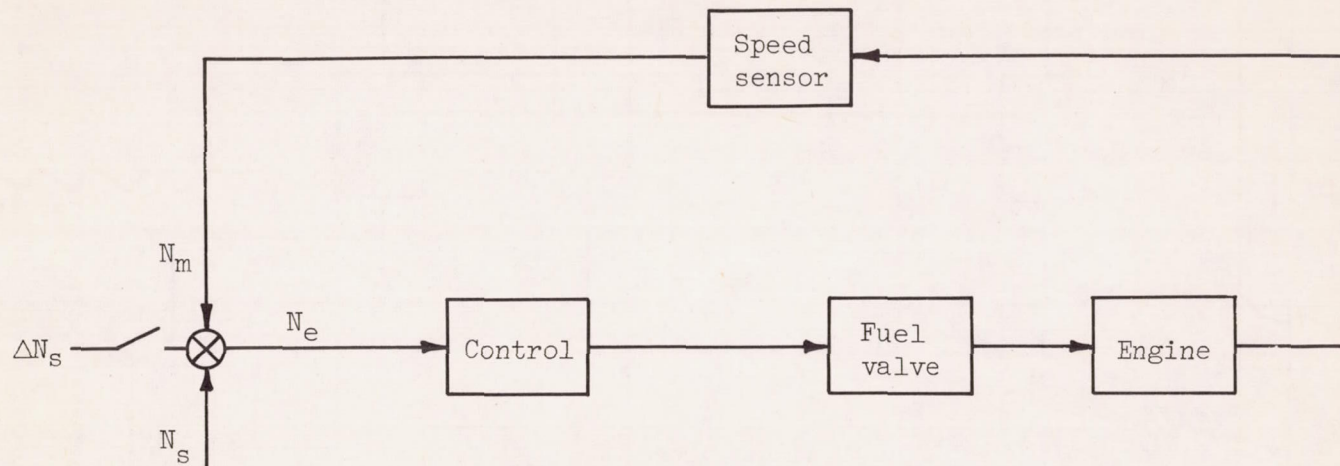 Speed
sensor
N_m
ΔN_s
N_e
Control
Fuel
valve
Engine
N_s